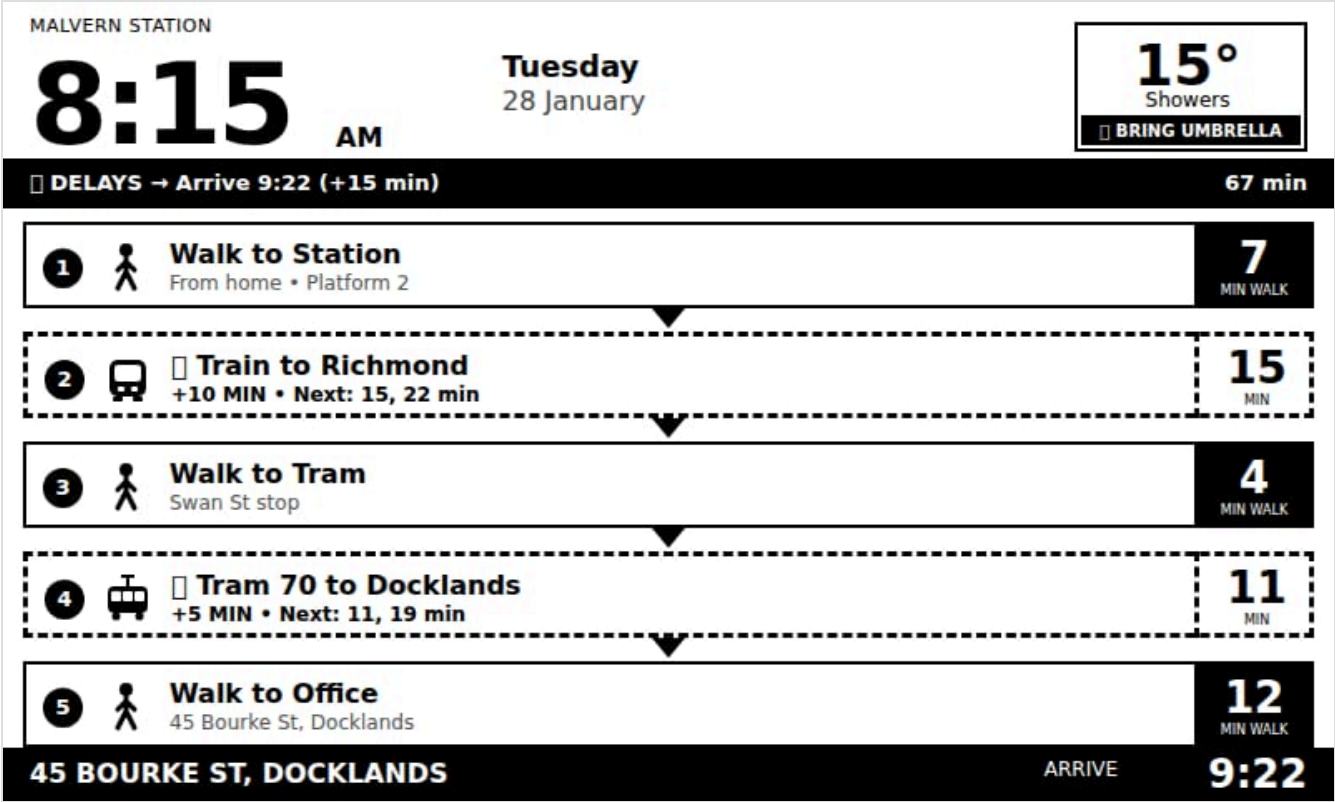 MALVERN STATION
8:15 AM
Tuesday
28 January
15°
Showers
▯ BRING UMBRELLA
▯ DELAYS → Arrive 9:22 (+15 min)
67 min
1
Walk to Station
From home • Platform 2
7
MIN WALK
2
▯ Train to Richmond
+10 MIN • Next: 15, 22 min
15
MIN
3
Walk to Tram
Swan St stop
4
MIN WALK
4
▯ Tram 70 to Docklands
+5 MIN • Next: 11, 19 min
11
MIN
5
Walk to Office
45 Bourke St, Docklands
12
MIN WALK
45 BOURKE ST, DOCKLANDS
ARRIVE 9:22